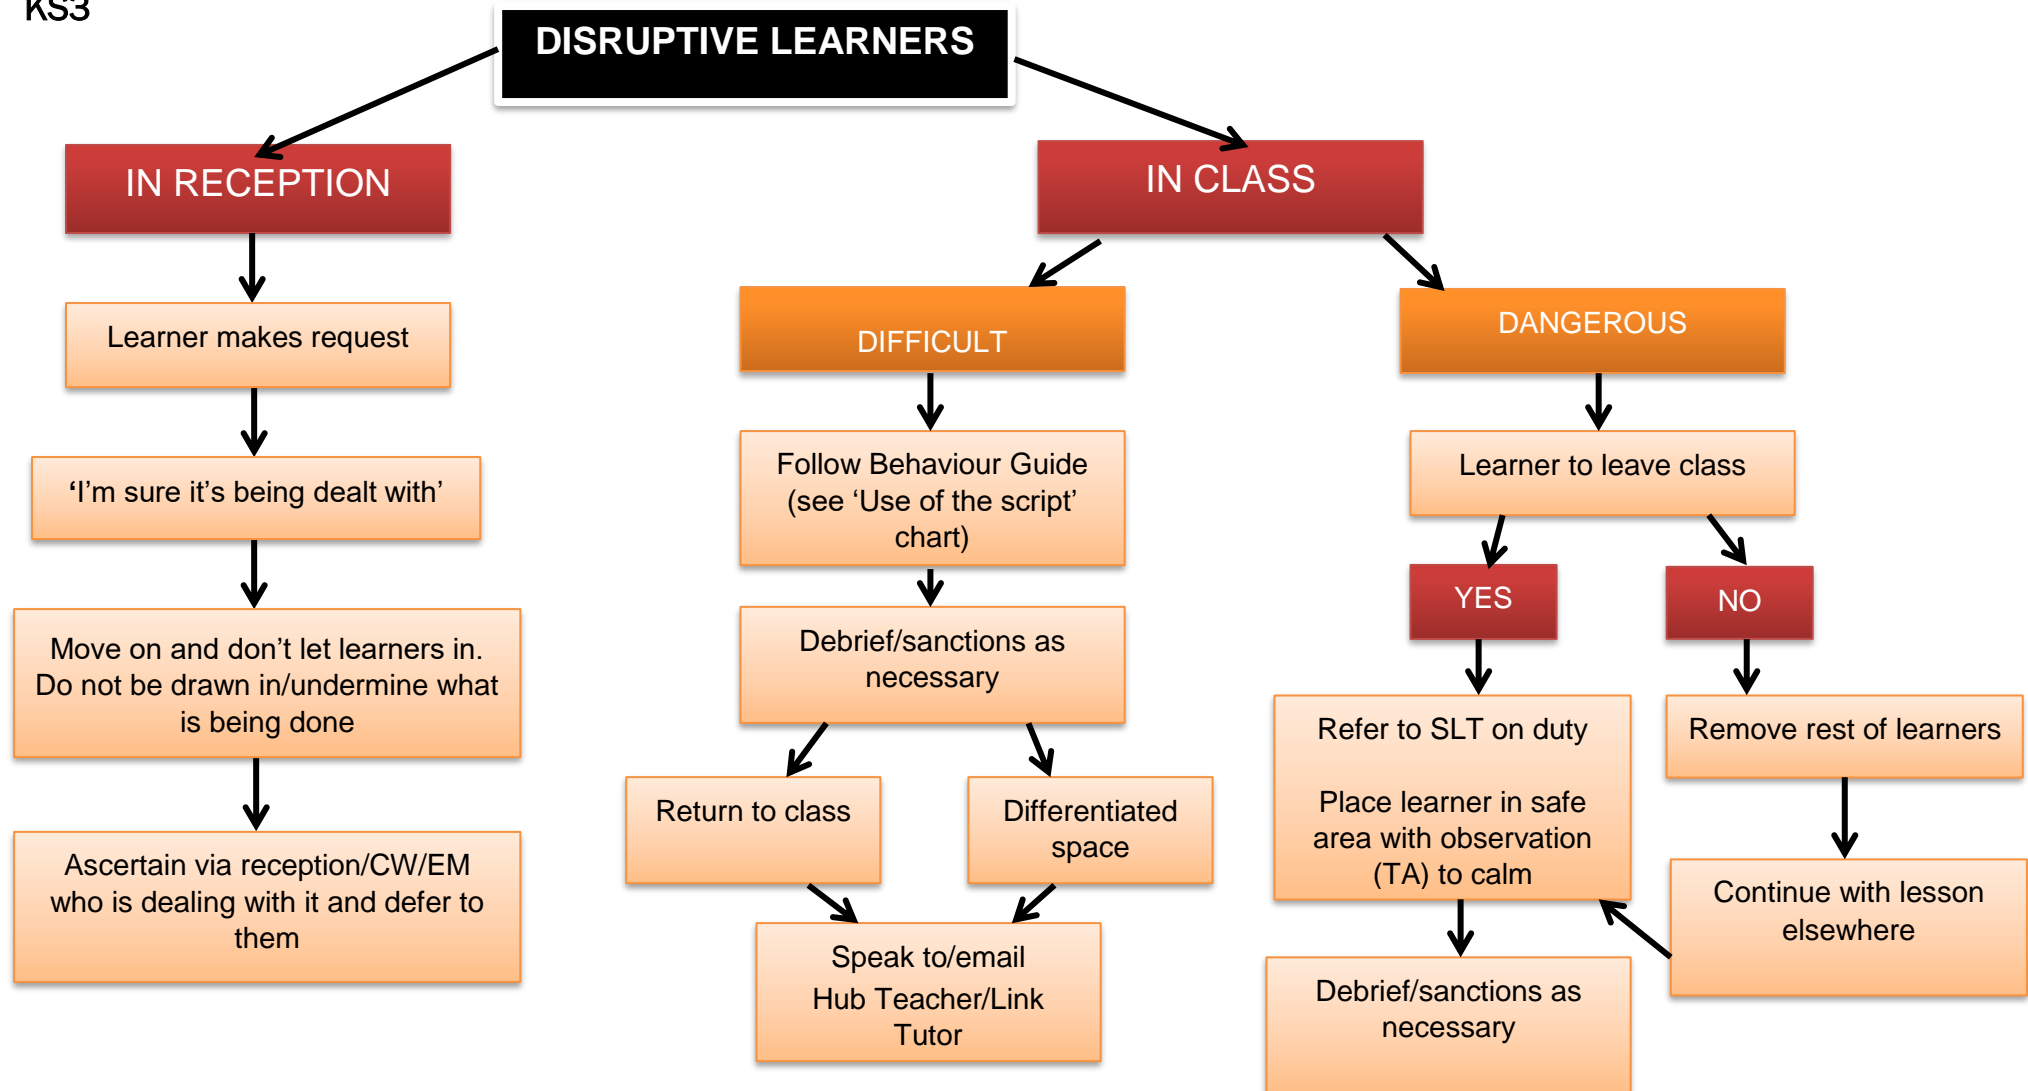 KS3
DISRUPTIVE LEARNERS
IN RECEPTION
Learner makes request
‘I’m sure it’s being dealt with’
Move on and don’t let learners in.
Do not be drawn in/undermine what
is being done
Ascertain via reception/CW/EM
who is dealing with it and defer to
them
IN CLASS
DIFFICULT
Follow Behaviour Guide
(see ‘Use of the script’
chart)
Debrief/sanctions as
necessary
Return to class
Differentiated
space
Speak to/email
Hub Teacher/Link
Tutor
DANGEROUS
Learner to leave class
YES
Refer to SLT on duty
Place learner in safe
area with observation
(TA) to calm
Debrief/sanctions as
necessary
NO
Remove rest of learners
Continue with lesson
elsewhere